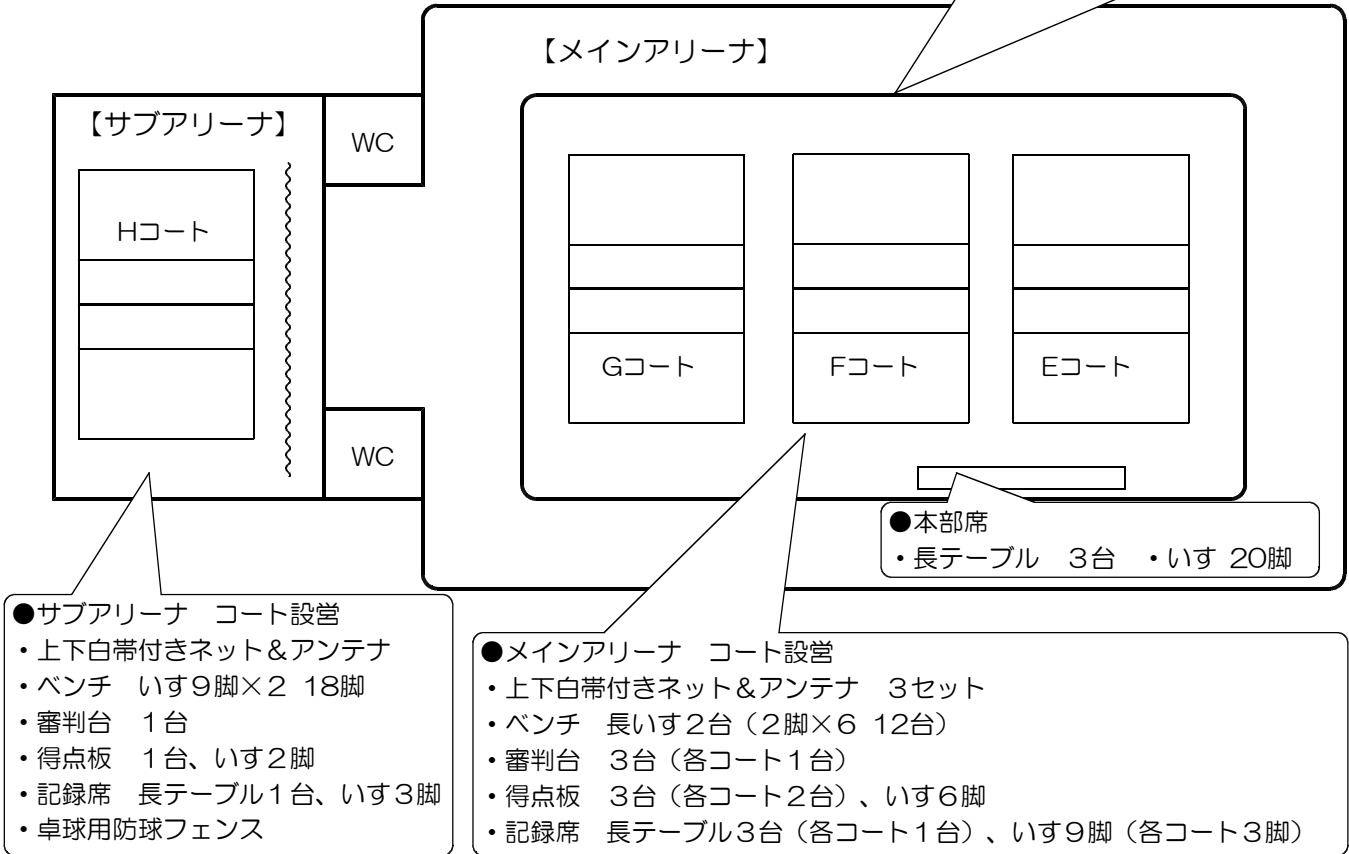 【メインアリーナ】
【サブアリーナ】
WC
Hコート
Gコート
Fコート
Eコート
WC
●本部席
・長テーブル　3台　・いす 20脚
●サブアリーナ　コート設営
・上下白帯付きネット＆アンテナ
・ベンチ　いす9脚×2 18脚
・審判台　1台
・得点板　1台、いす2脚
・記録席　長テーブル1台、いす3脚
・卓球用防球フェンス
●メインアリーナ　コート設営
・上下白帯付きネット＆アンテナ　3セット
・ベンチ　長いす2台（2脚×6 12台）
・審判台　3台（各コート1台）
・得点板　3台（各コート2台）、いす6脚
・記録席　長テーブル3台（各コート1台）、いす9脚（各コート3脚）